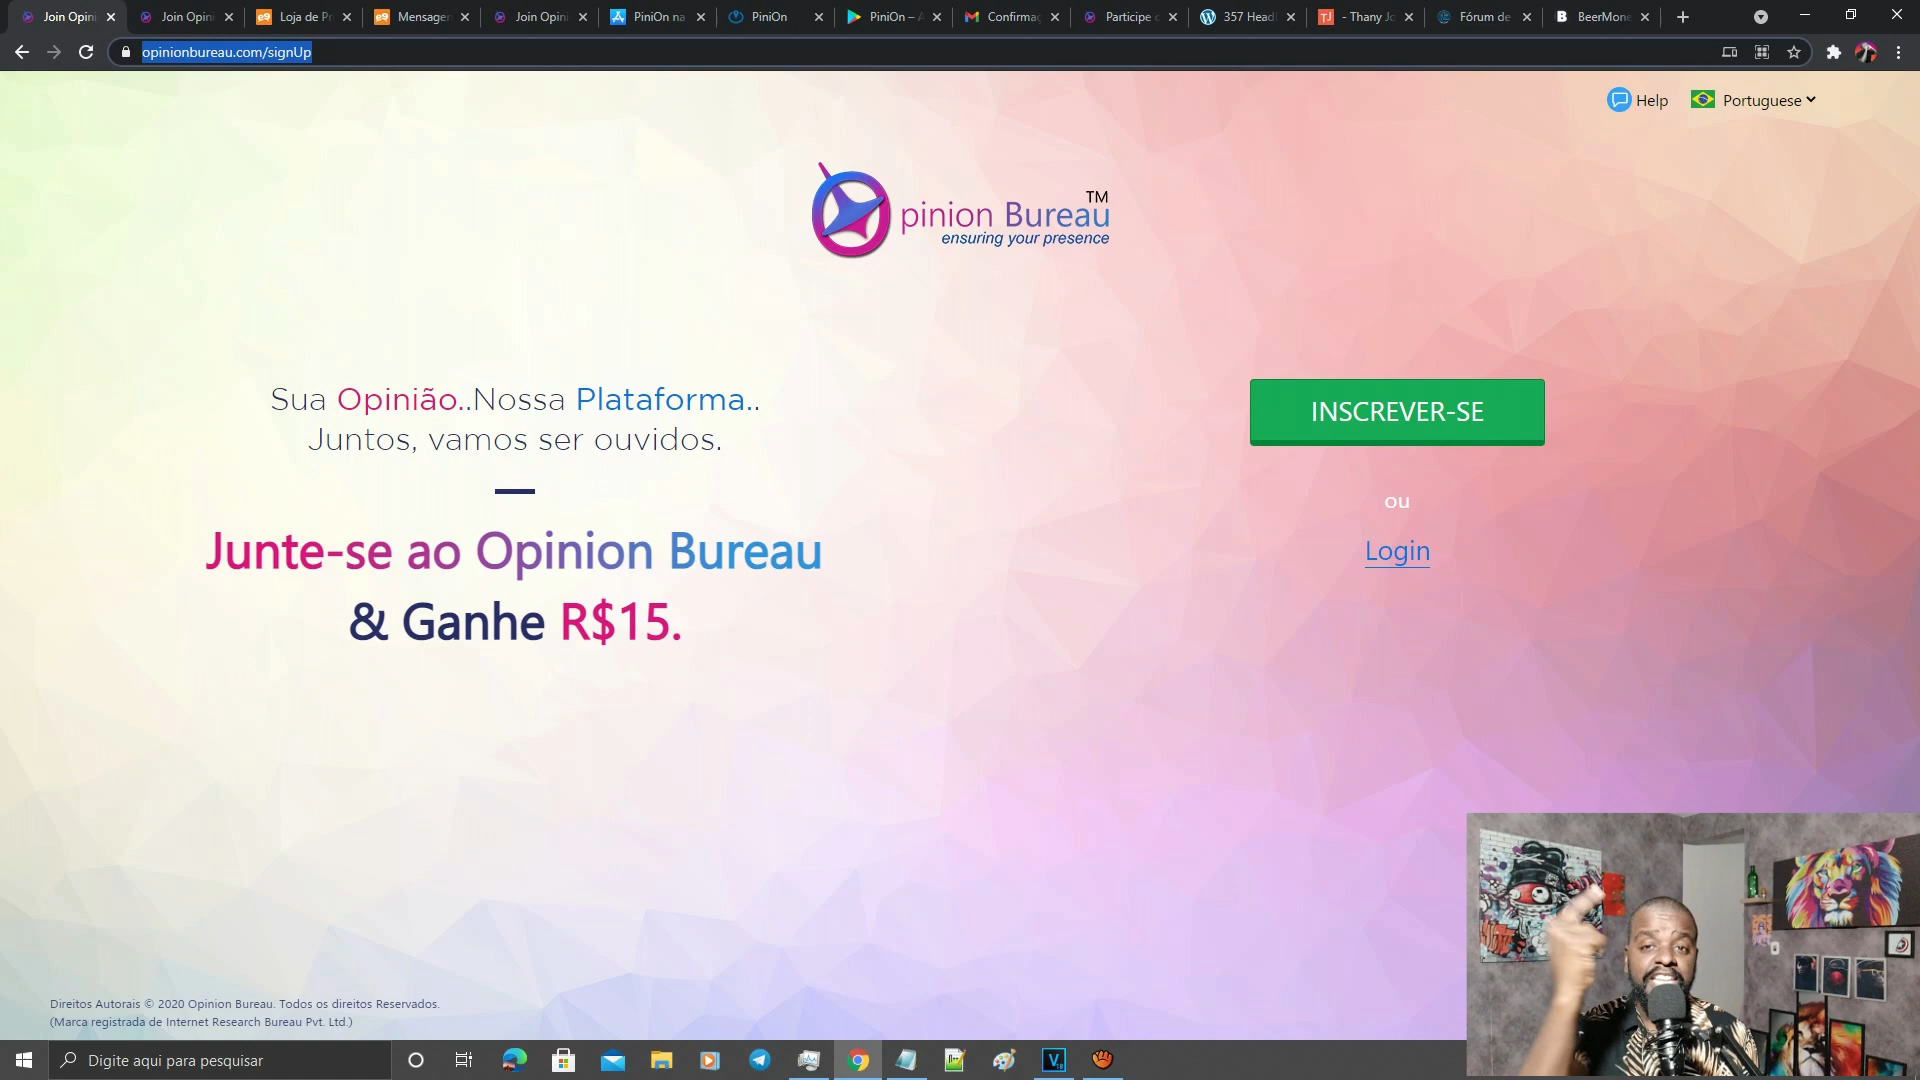 Join Opini
Join Opini
Loja de Pr
Mensagen
Join Opini
PiniOn na
PiniOn
PiniOn – A
Confirmaç
Participe
357 Head
- Thany Jo
Fórum de
BeerMone
opinionbureau.com/signUp
Help
Portuguese
TM
pinion Bureau
ensuring your presence
Sua Opinião..Nossa Plataforma..
Juntos, vamos ser ouvidos.
INSCREVER-SE
ou
Login
Junte-se ao Opinion Bureau
& Ganhe R$15.
Direitos Autorais © 2020 Opinion Bureau. Todos os direitos Reservados.
(Marca registrada de Internet Research Bureau Pvt. Ltd.)
Digite aqui para pesquisar